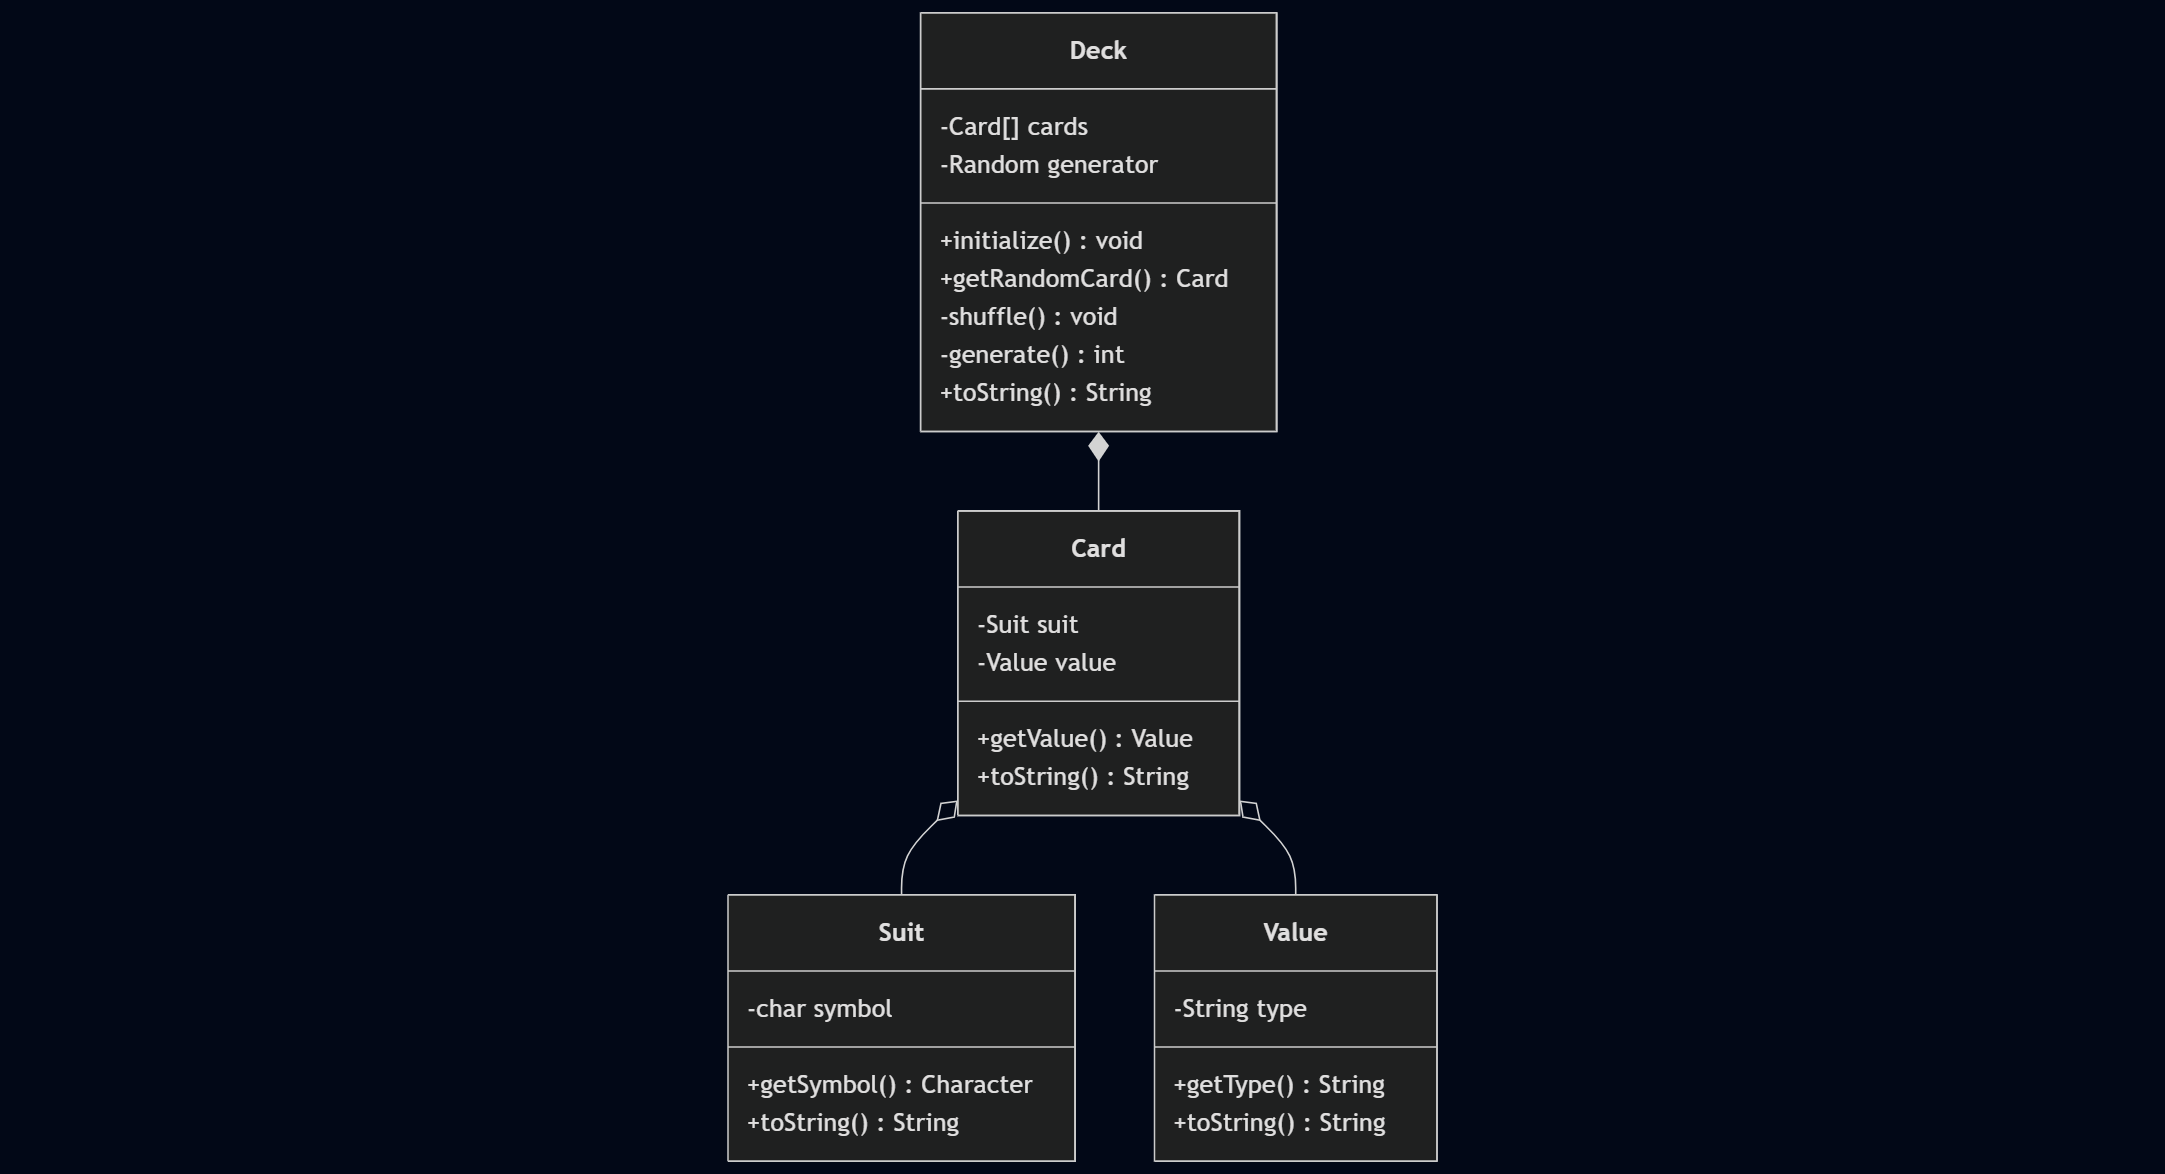 Deck
-Card[] cards
-Random generator
+initialize() : void
+getRandomCard() : Card
-shuffle() : void
-generate() : int
+toString() : String
Card
-Suit suit
-Value value
+getValue() : Value
+toString() : String
Suit
-char symbol
+getSymbol() : Character
+toString() : String
Value
-String type
+getType() : String
+toString() : String